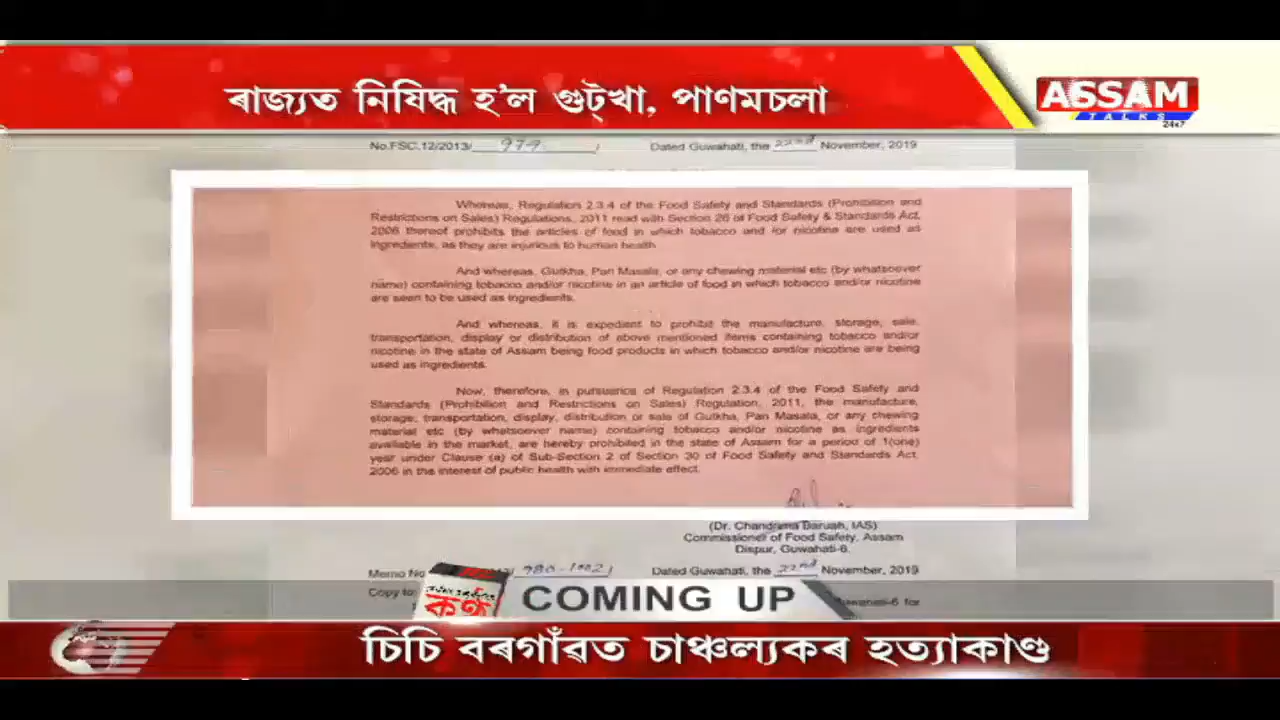 ৰাজ্যত নিষিদ্ধ হ'ল গুট্‌খা, পাণমচলা
ASSAM
TALKS
24x7
No.FSC.12/2013/ 979 / Dated Guwahati, the 22nd November, 2019
Whereas, Regulation 2.3.4 of the Food Safety and Standards (Prohibition and
Restrictions on Sales) Regulations, 2011 read with Section 26 of Food Safety & Standards Act,
2006 thereof prohibits the articles of food in which tobacco and /or nicotine are used as
ingredients, as they are injurious to human health
And whereas, Gutkha, Pan Masala, or any chewing material etc (by whatsoever
name) containing tobacco and/or nicotine in an article of food in which tobacco and/or nicotine
are seen to be used as ingredients.
And whereas, it is expedient to prohibit the manufacture, storage, sale,
transportation, display or distribution of above mentioned items containing tobacco and/or
nicotine in the state of Assam being food products in which tobacco and/or nicotine are being
used as ingredients.
Now, therefore, in pursuance of Regulation 2.3.4 of the Food Safety and
Standards (Prohibition and Restrictions on Sales) Regulation, 2011, the manufacture,
storage, transportation, display, distribution or sale of Gutkha, Pan Masala, or any chewing
material etc (by whatsoever name) containing tobacco and/or nicotine as ingredients
available in the market, are hereby prohibited in the state of Assam for a period of 1(one)
year under Clause (a) of Sub-Section 2 of Section 30 of Food Safety and Standards Act,
2006 in the interest of public health with immediate effect.
(Dr. Chandrama Baruah, IAS)
Commissioner of Food Safety, Assam
Dispur, Guwahati-6.
Memo No 980-1002/ Dated Guwahati, the 22nd November, 2019
Copy to: -6 for
COMING UP
চিচি বৰগাঁৱত চাঞ্চল্যকৰ হত্যাকাণ্ড